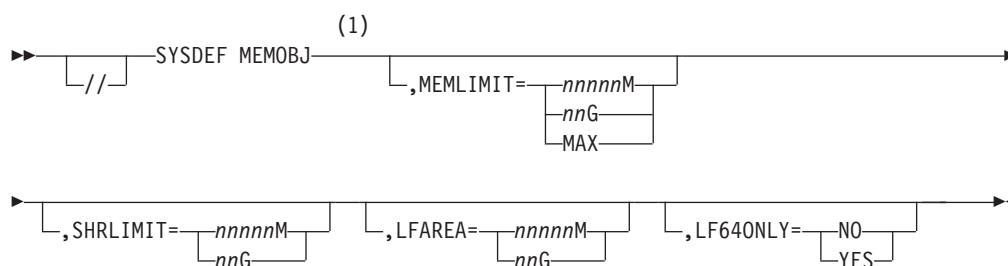 (1)
SYSDEF MEMOBJ
//
,MEMLIMIT= nnnnnM
nnG
MAX
,SHRLIMIT= nnnnnM ,LFAREA= nnnnnM ,LF64ONLY= NO
nnG nnG YES